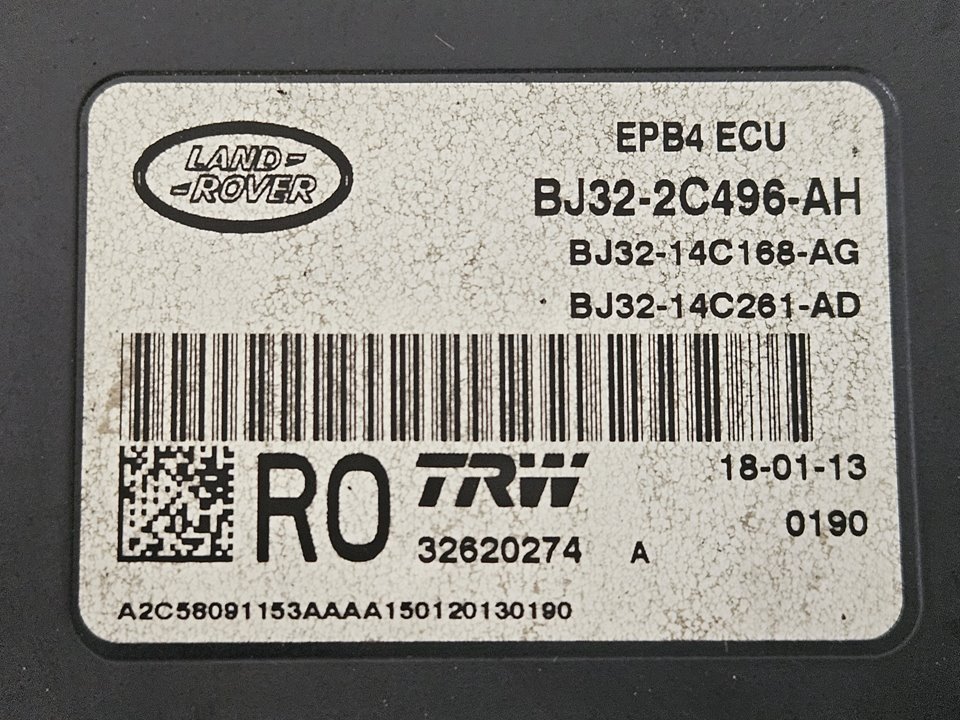 LAND-
-ROVER
EPB4 ECU
BJ32-2C496-AH
BJ32-14C168-AG
BJ32-14C261-AD
RO
TRW
32620274 A
18-01-13
0190
A2C58091153AAAA150120130190